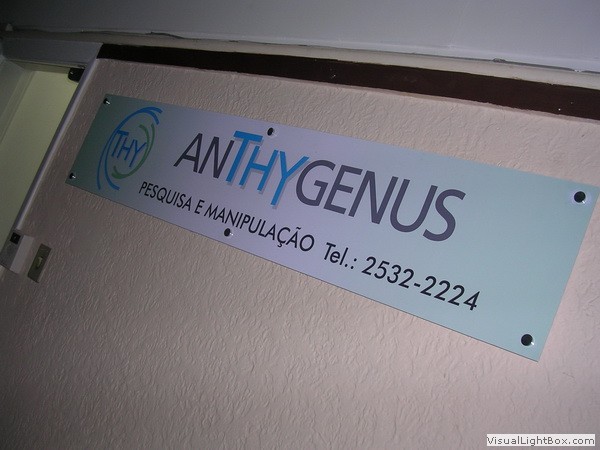 THY
ANTHYGENUS
PESQUISA E MANIPULAÇÃO Tel.: 2532-2224
VisualLightBox.com